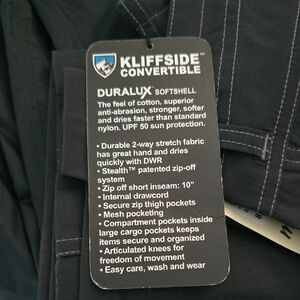 KLIFFSIDE™
CONVERTIBLE
DURALUX SOFTSHELL
The feel of cotton, superior
anti-abrasion, stronger, softer
and dries faster than standard
nylon. UPF 50 sun protection.
• Durable 2-way stretch fabric
has great hand and dries
quickly with DWR
• Stealth™ patented zip-off
system
• Zip off short inseam: 10"
• Internal drawcord
• Secure zip thigh pockets
• Mesh pocketing
• Compartment pockets inside
large cargo pockets keeps
items secure and organized
• Articulated knees for
freedom of movement
• Easy care, wash and wear